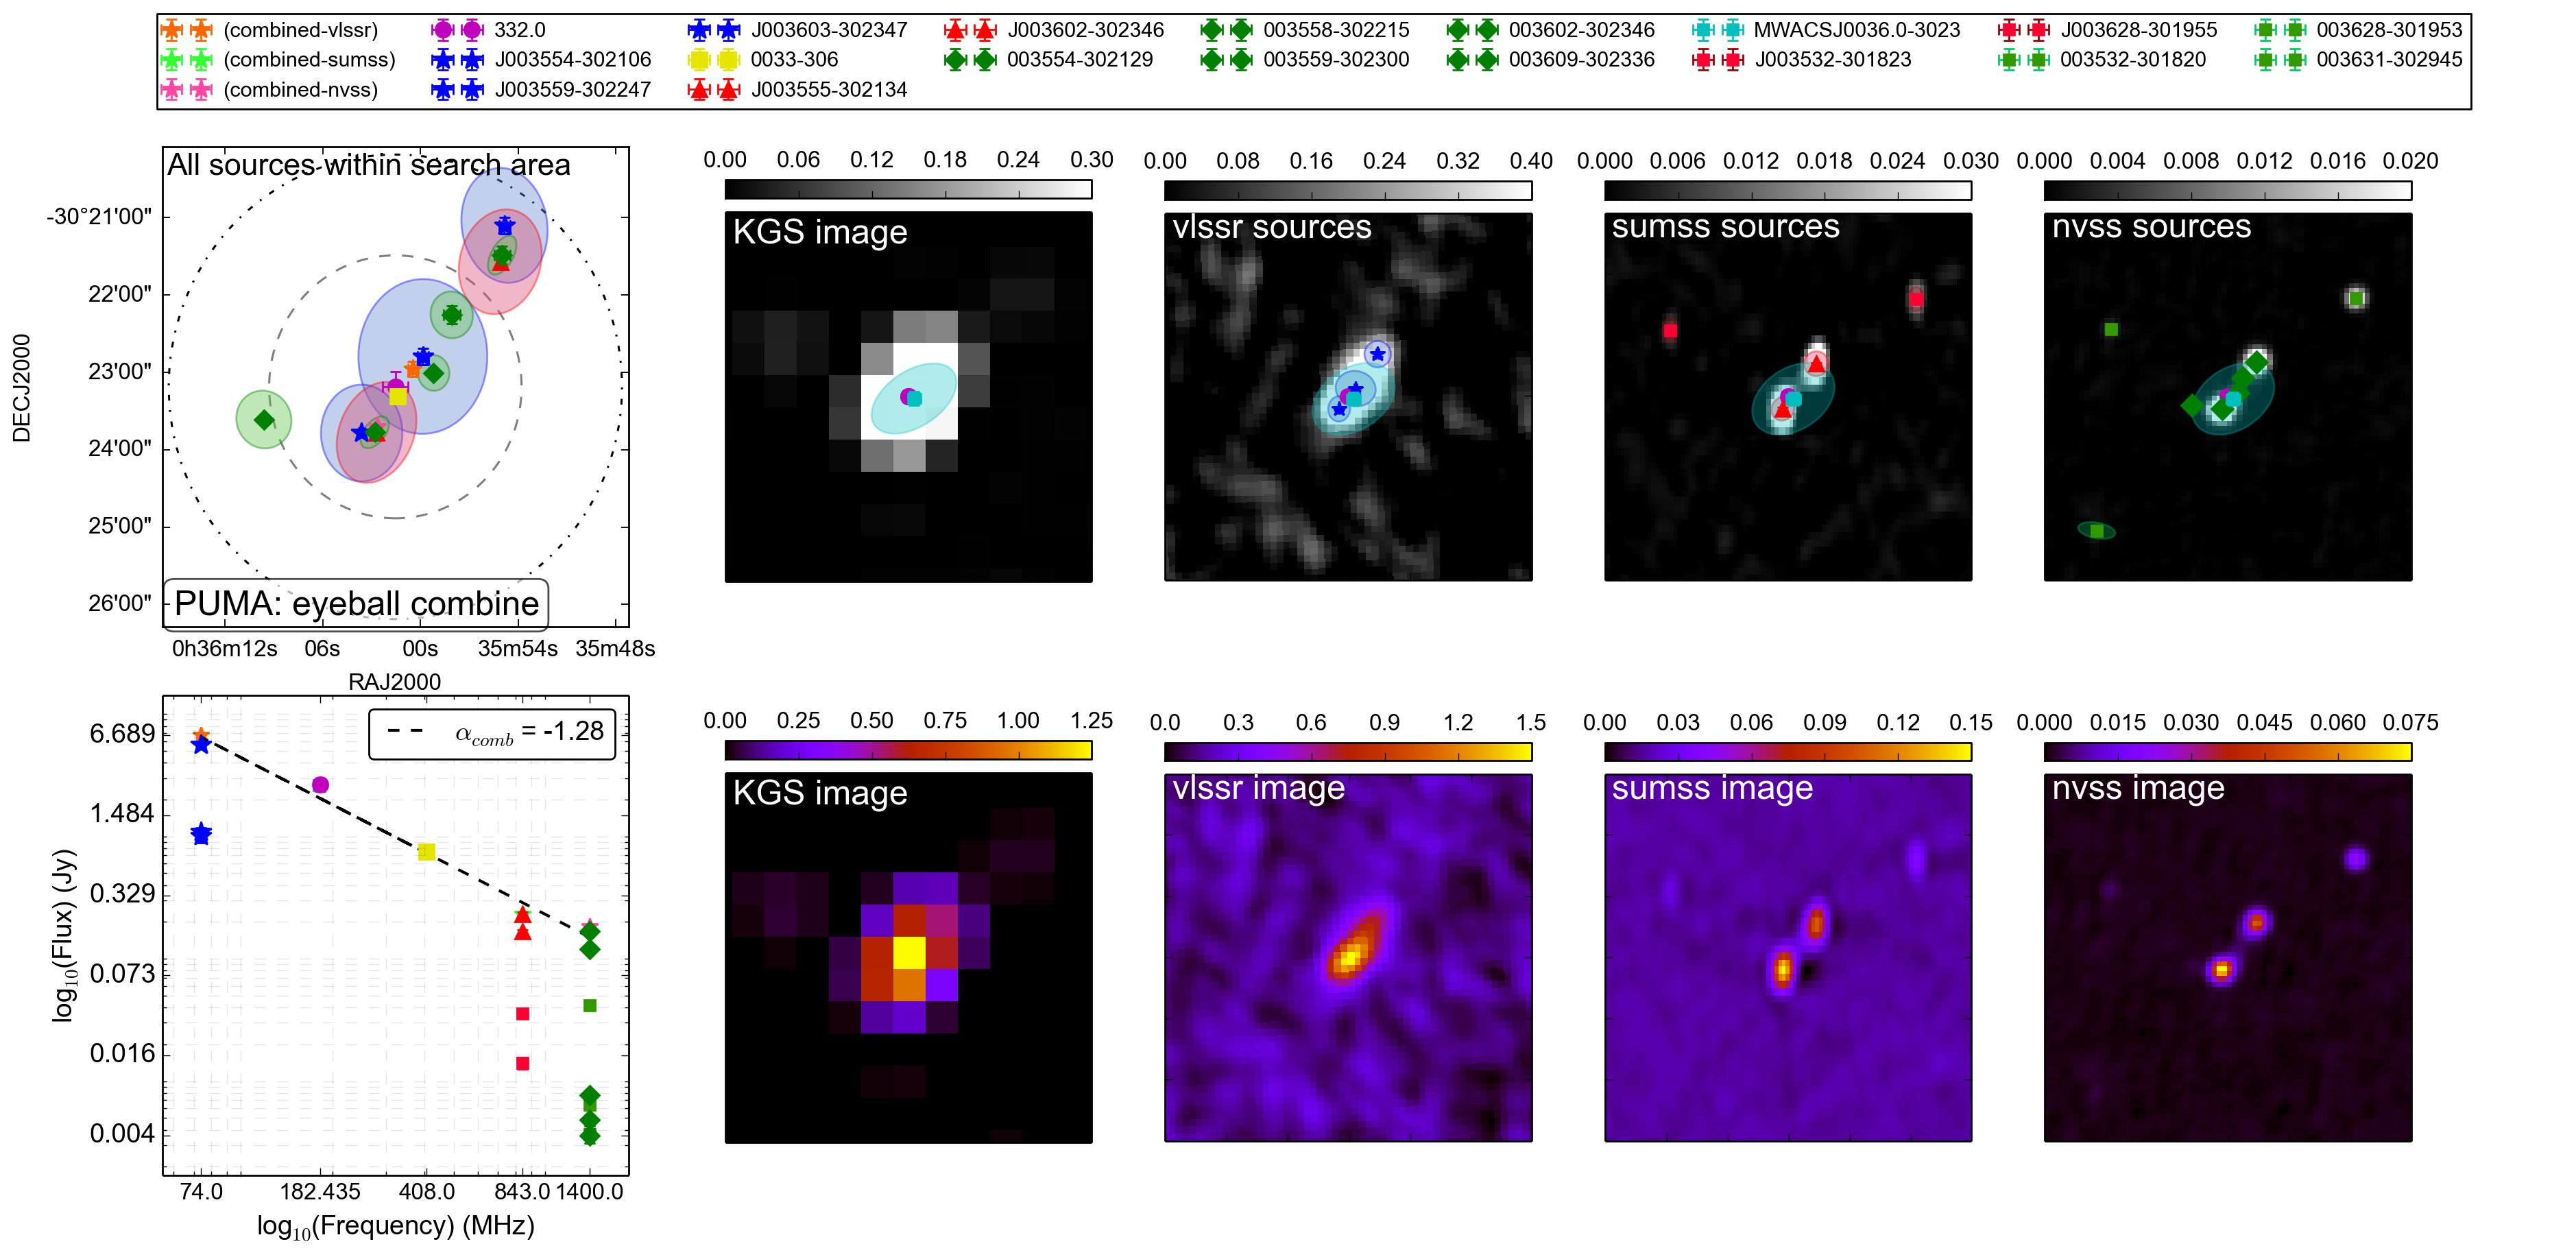 (combined-vlssr) 332.0 J003603-302347 J003602-302346 003558-302215 003602-302346 MWACSJ0036.0-3023 J003628-301955 003628-301953
(combined-sumss) J003554-302106 0033-306 003554-302129 003559-302300 003609-302336 J003532-301823 003532-301820 003631-302945
(combined-nvss) J003559-302247 J003555-302134
All sources within search area
-30°21'00"
22'00"
23'00"
24'00"
25'00"
26'00"
DECJ2000
PUMA: eyeball combine
0h36m12s 06s 00s 35m54s 35m48s
RAJ2000
0.00 0.06 0.12 0.18 0.24 0.30
KGS image
0.00 0.08 0.16 0.24 0.32 0.40
vlssr sources
0.000 0.006 0.012 0.018 0.024 0.030
sumss sources
0.000 0.004 0.008 0.012 0.016 0.020
nvss sources
α_comb = -1.28
6.689
1.484
0.329
0.073
0.016
0.004
log10(Flux) (Jy)
74.0 182.435 408.0 843.0 1400.0
log10(Frequency) (MHz)
0.00 0.25 0.50 0.75 1.00 1.25
KGS image
0.0 0.3 0.6 0.9 1.2 1.5
vlssr image
0.00 0.03 0.06 0.09 0.12 0.15
sumss image
0.000 0.015 0.030 0.045 0.060 0.075
nvss image